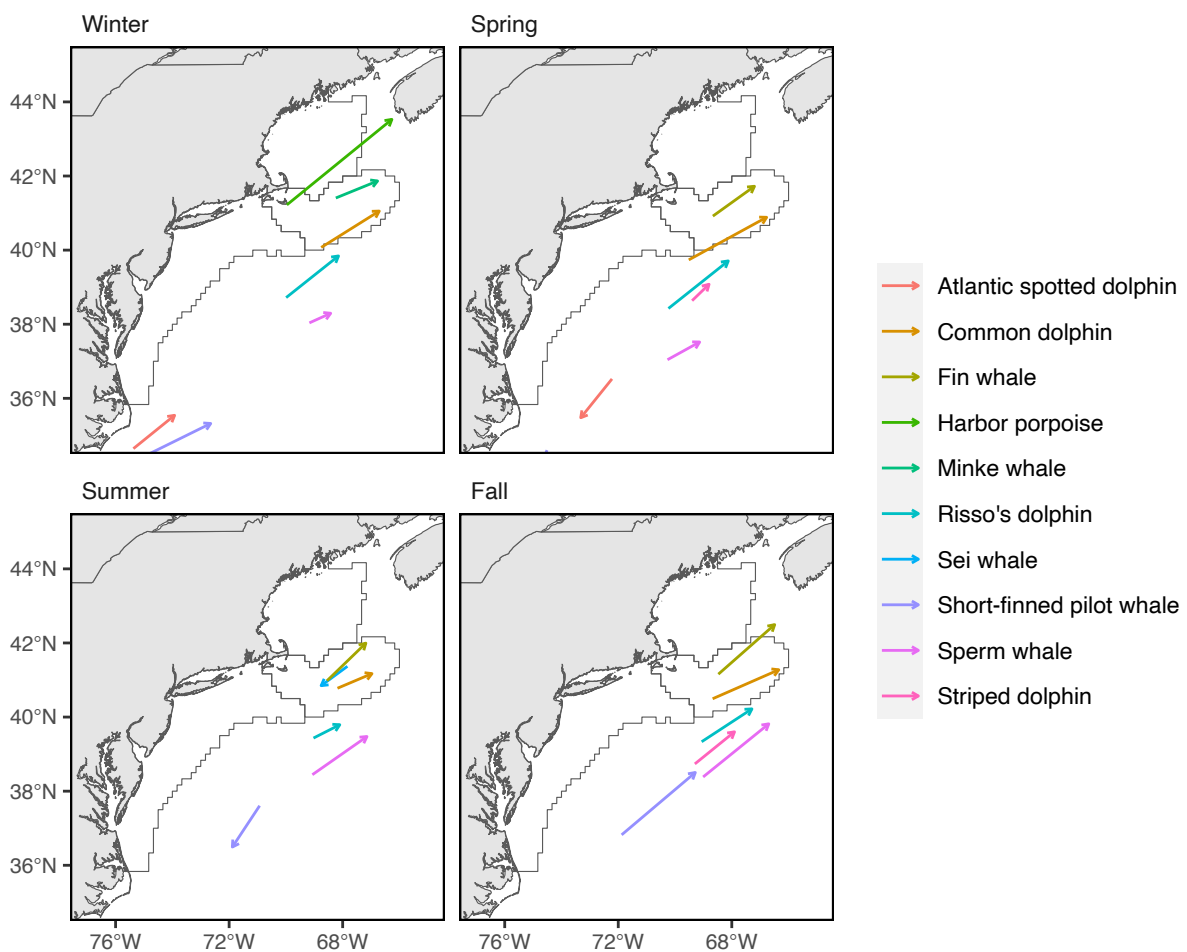 Winter
Spring
44°N
42°N
40°N
38°N
36°N
Summer
Fall
44°N
42°N
40°N
38°N
36°N
76°W 72°W 68°W
76°W 72°W 68°W
Atlantic spotted dolphin
Common dolphin
Fin whale
Harbor porpoise
Minke whale
Risso's dolphin
Sei whale
Short-finned pilot whale
Sperm whale
Striped dolphin